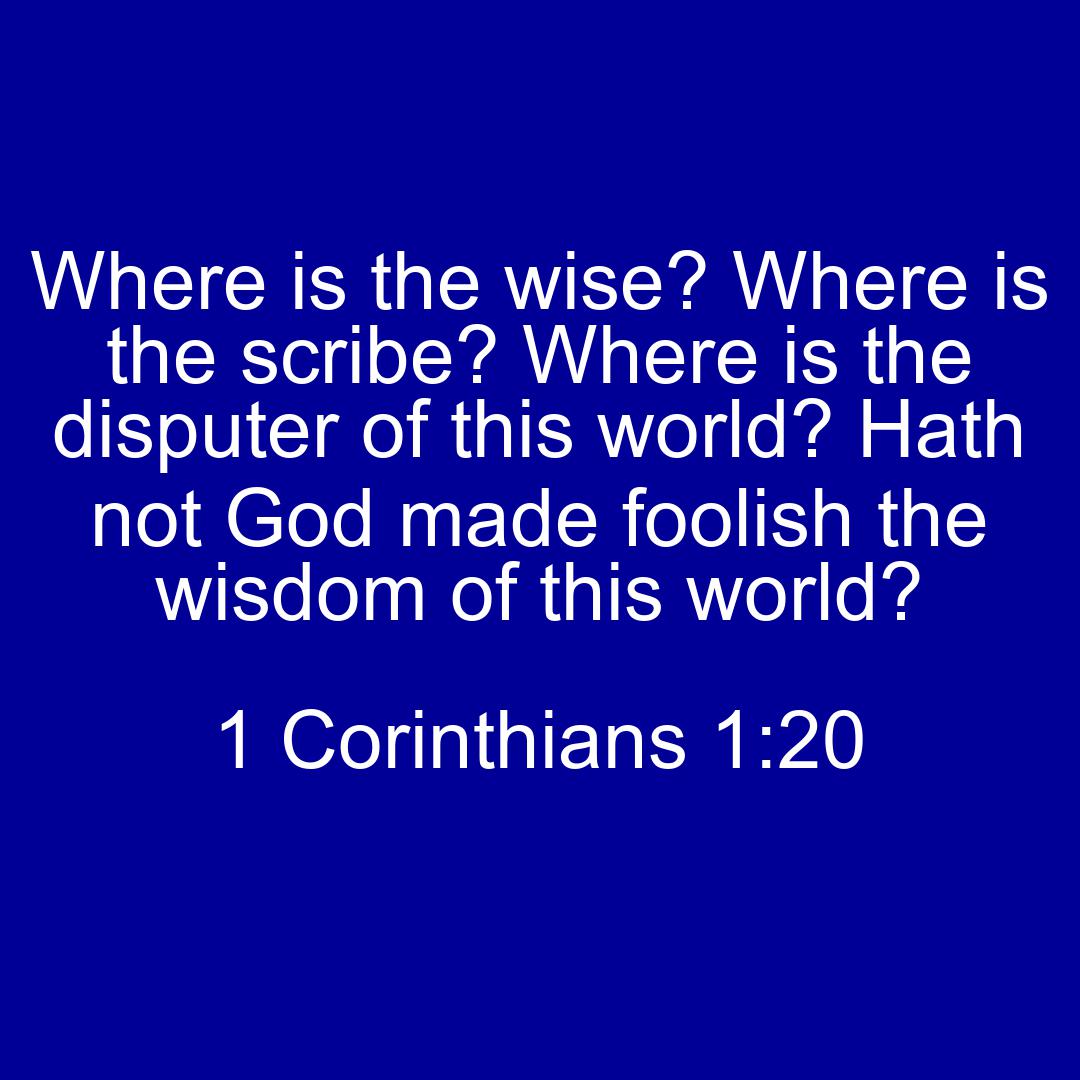 Where is the wise? Where is
the scribe? Where is the
disputer of this world? Hath
not God made foolish the
wisdom of this world?
1 Corinthians 1:20